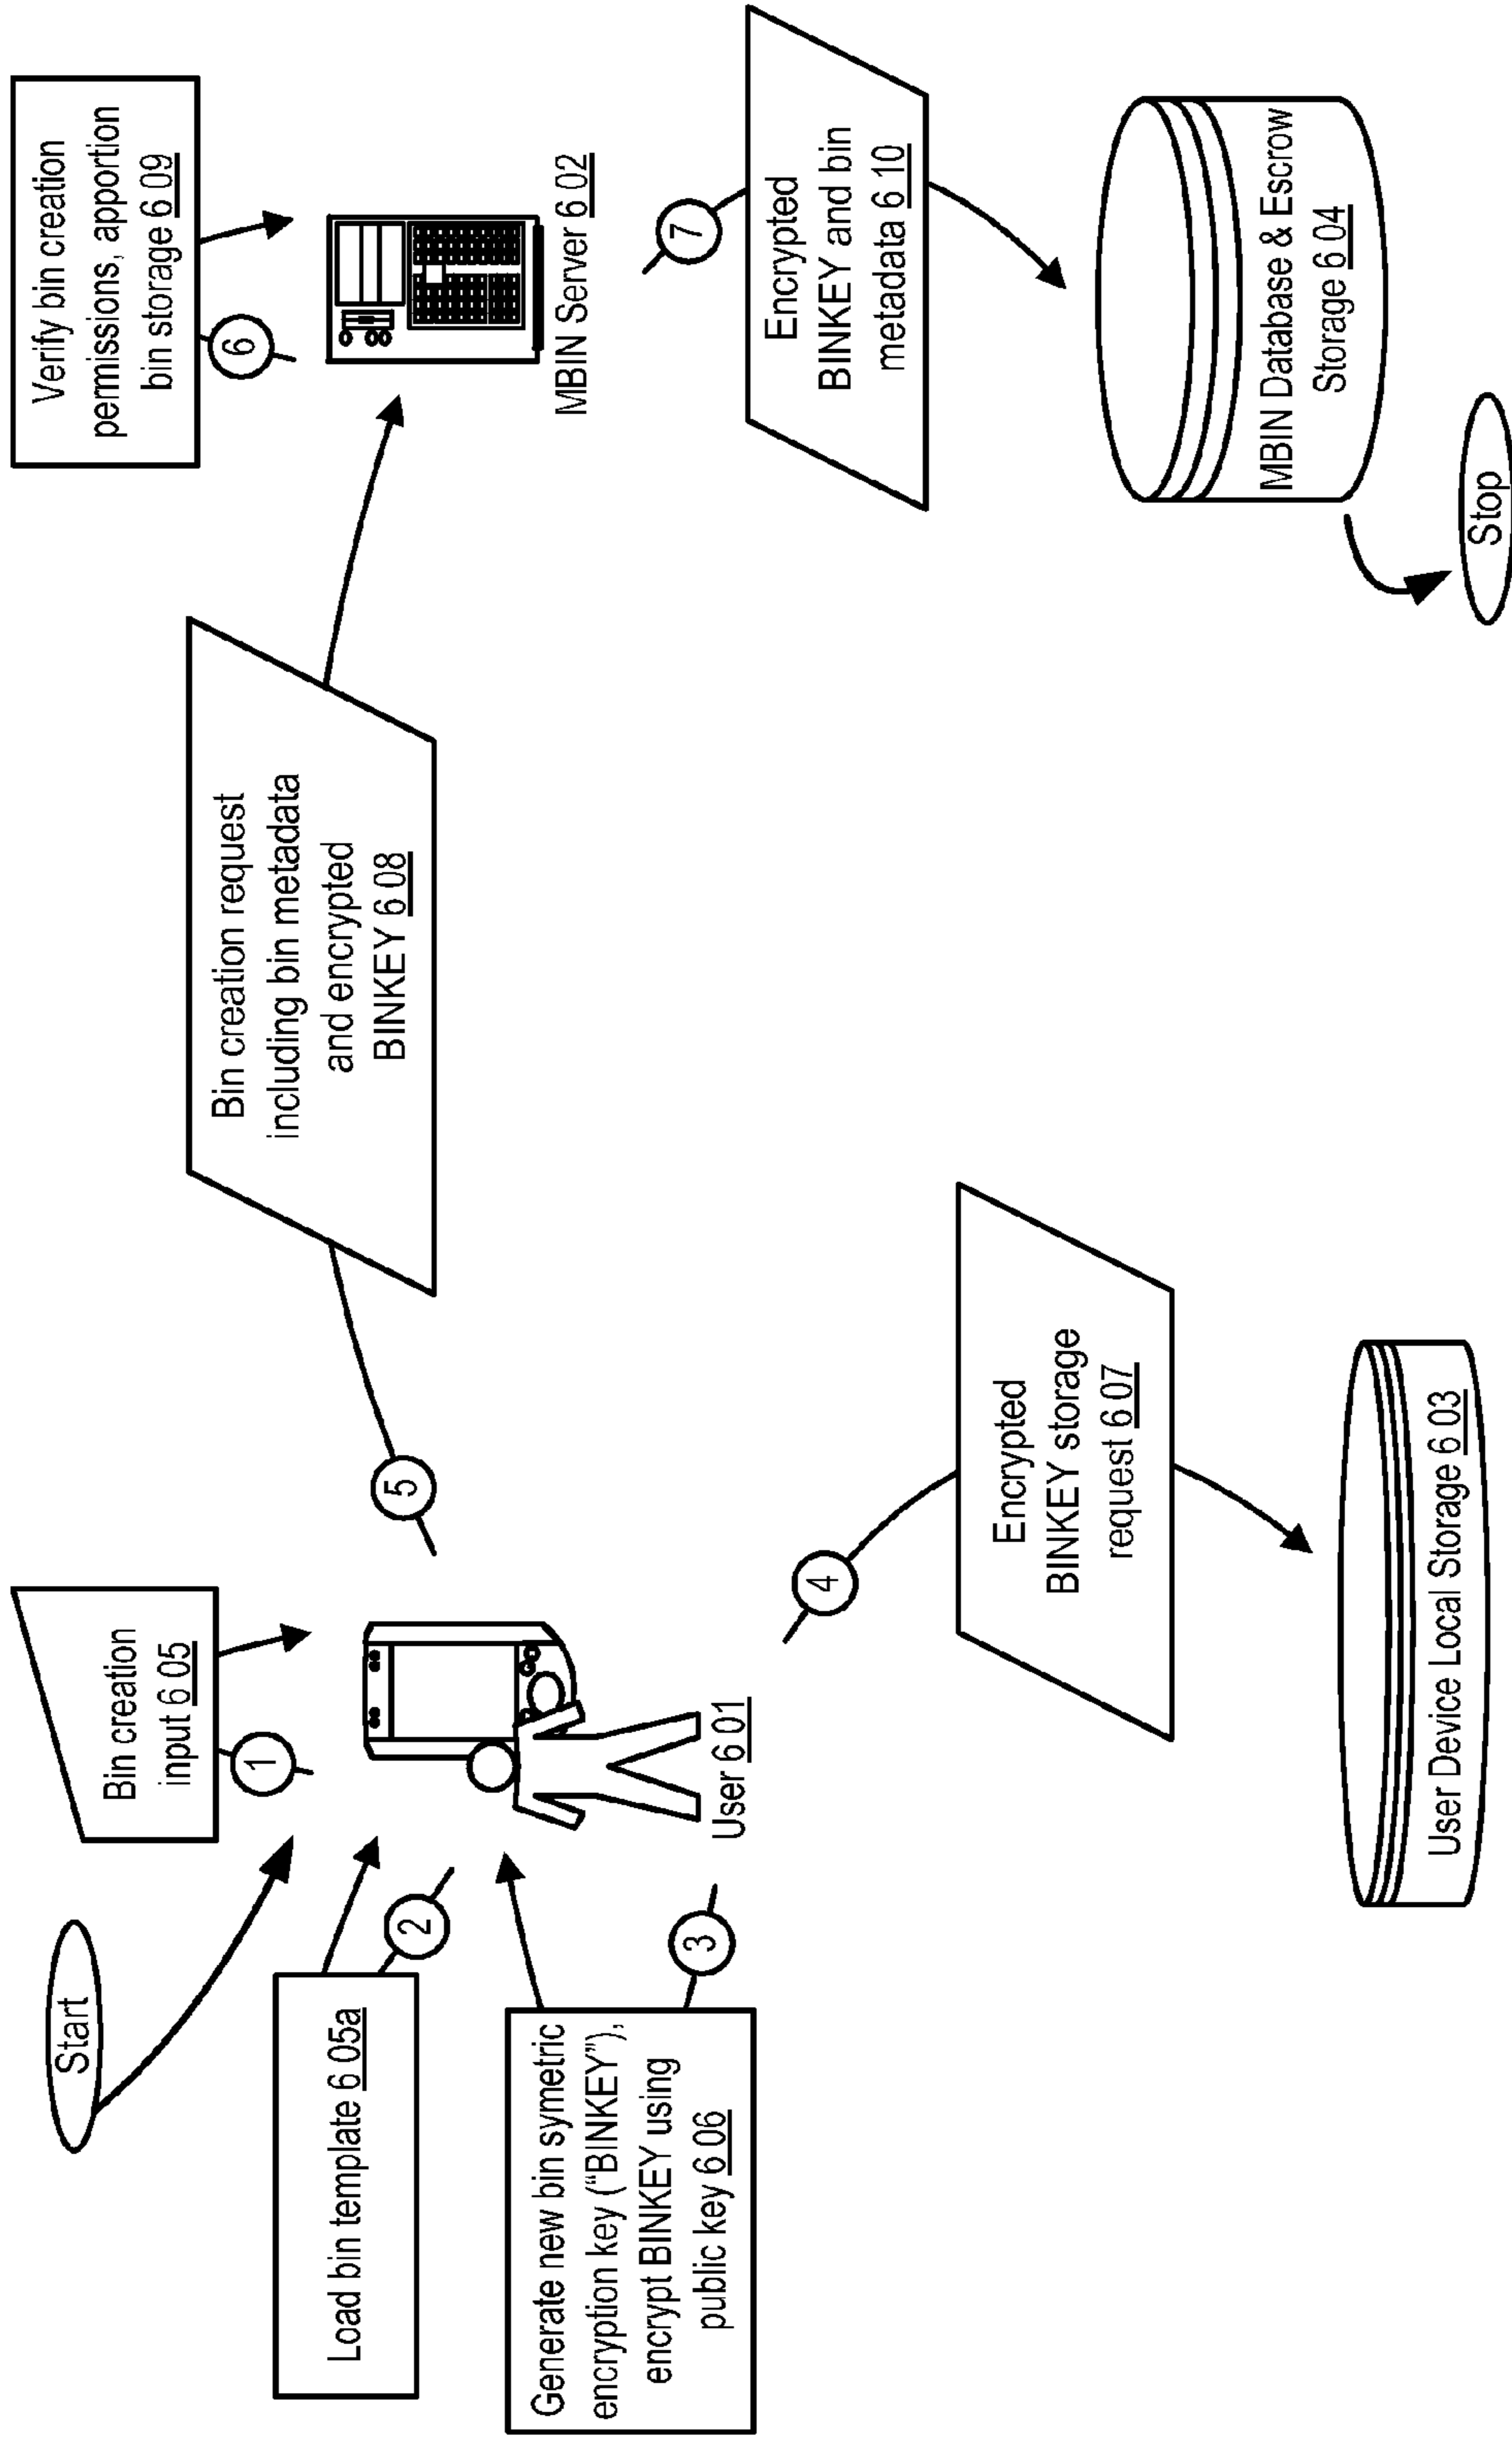 Start
Bin creation
input 6 05
1
Load bin template 6 05a
2
Generate new bin symetric
encryption key (“BINKEY”),
encrypt BINKEY using
public key 6 06
3
User 6 01
4
Encrypted
BINKEY storage
request 6 07
User Device Local Storage 6 03
5
Bin creation request
including bin metadata
and encrypted
BINKEY 6 08
Verify bin creation
permissions, apportion
bin storage 6 09
6
MBIN Server 6 02
7
Encrypted
BINKEY and bin
metadata 6 10
MBIN Database & Escrow
Storage 6 04
Stop